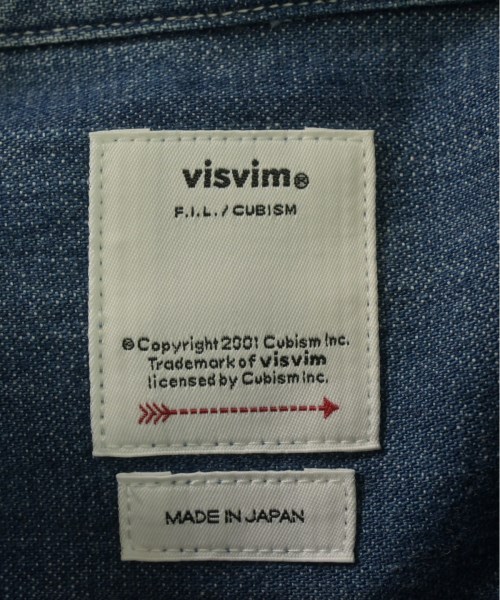 visvim®
F.I.L./CUBISM
®Copyright 2001 Cubism Inc.
Trademark of visvim
licensed by Cubism Inc.
MADE IN JAPAN